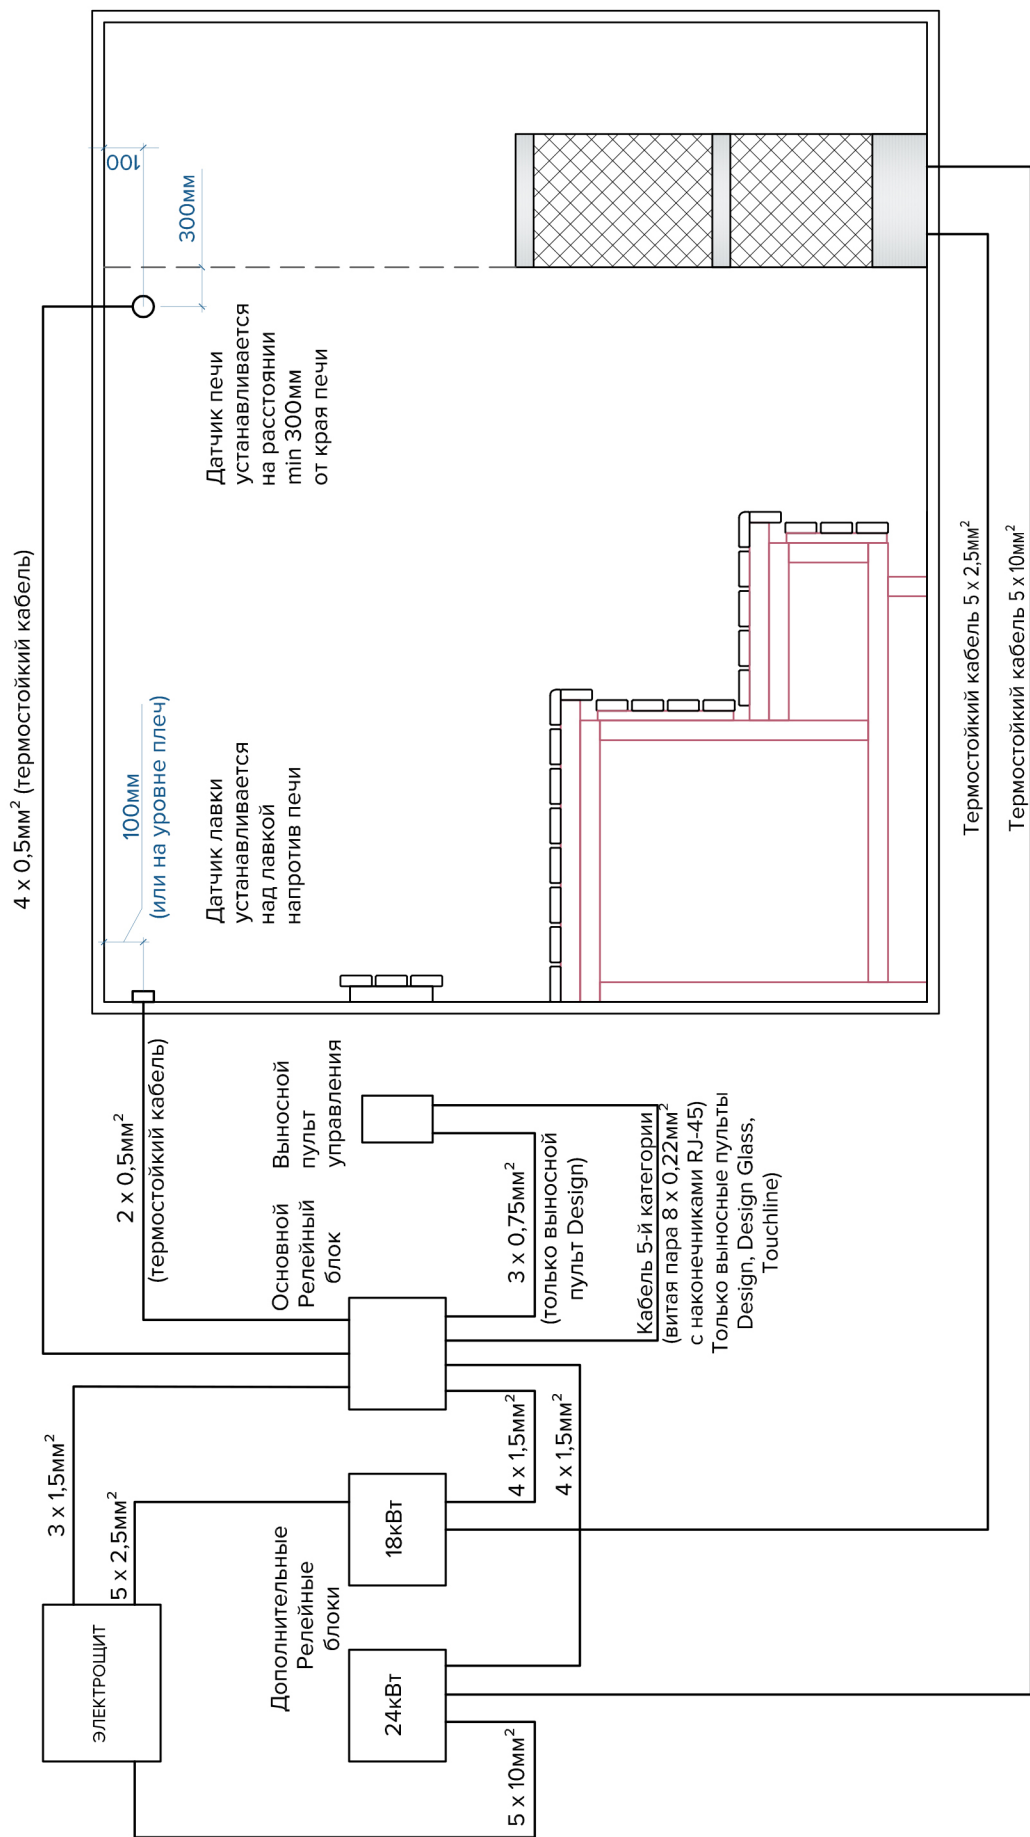 ЭЛЕКТРОЩИТ
3 x 1,5мм²
5 x 2,5мм²
5 x 10мм²
4 x 0,5мм² (термостойкий кабель)
2 x 0,5мм²
(термостойкий кабель)
Дополнительные
Релейные
блоки
24кВт
18кВт
Основной
Релейный
блок
Выносной
пульт
управления
4 x 1,5мм²
4 x 1,5мм²
3 x 0,75мм²
(только выносной
пульт Design)
Кабель 5-й категории
(витая пара 8 x 0,22мм²
с наконечниками RJ-45)
Только выносные пульты
Design, Design Glass,
Touchline)
100мм
(или на уровне плеч)
Датчик лавки
устанавливается
над лавкой
напротив печи
100
300мм
Датчик печи
устанавливается
на расстоянии
min 300мм
от края печи
Термостойкий кабель 5 x 2,5мм²
Термостойкий кабель 5 x 10мм²